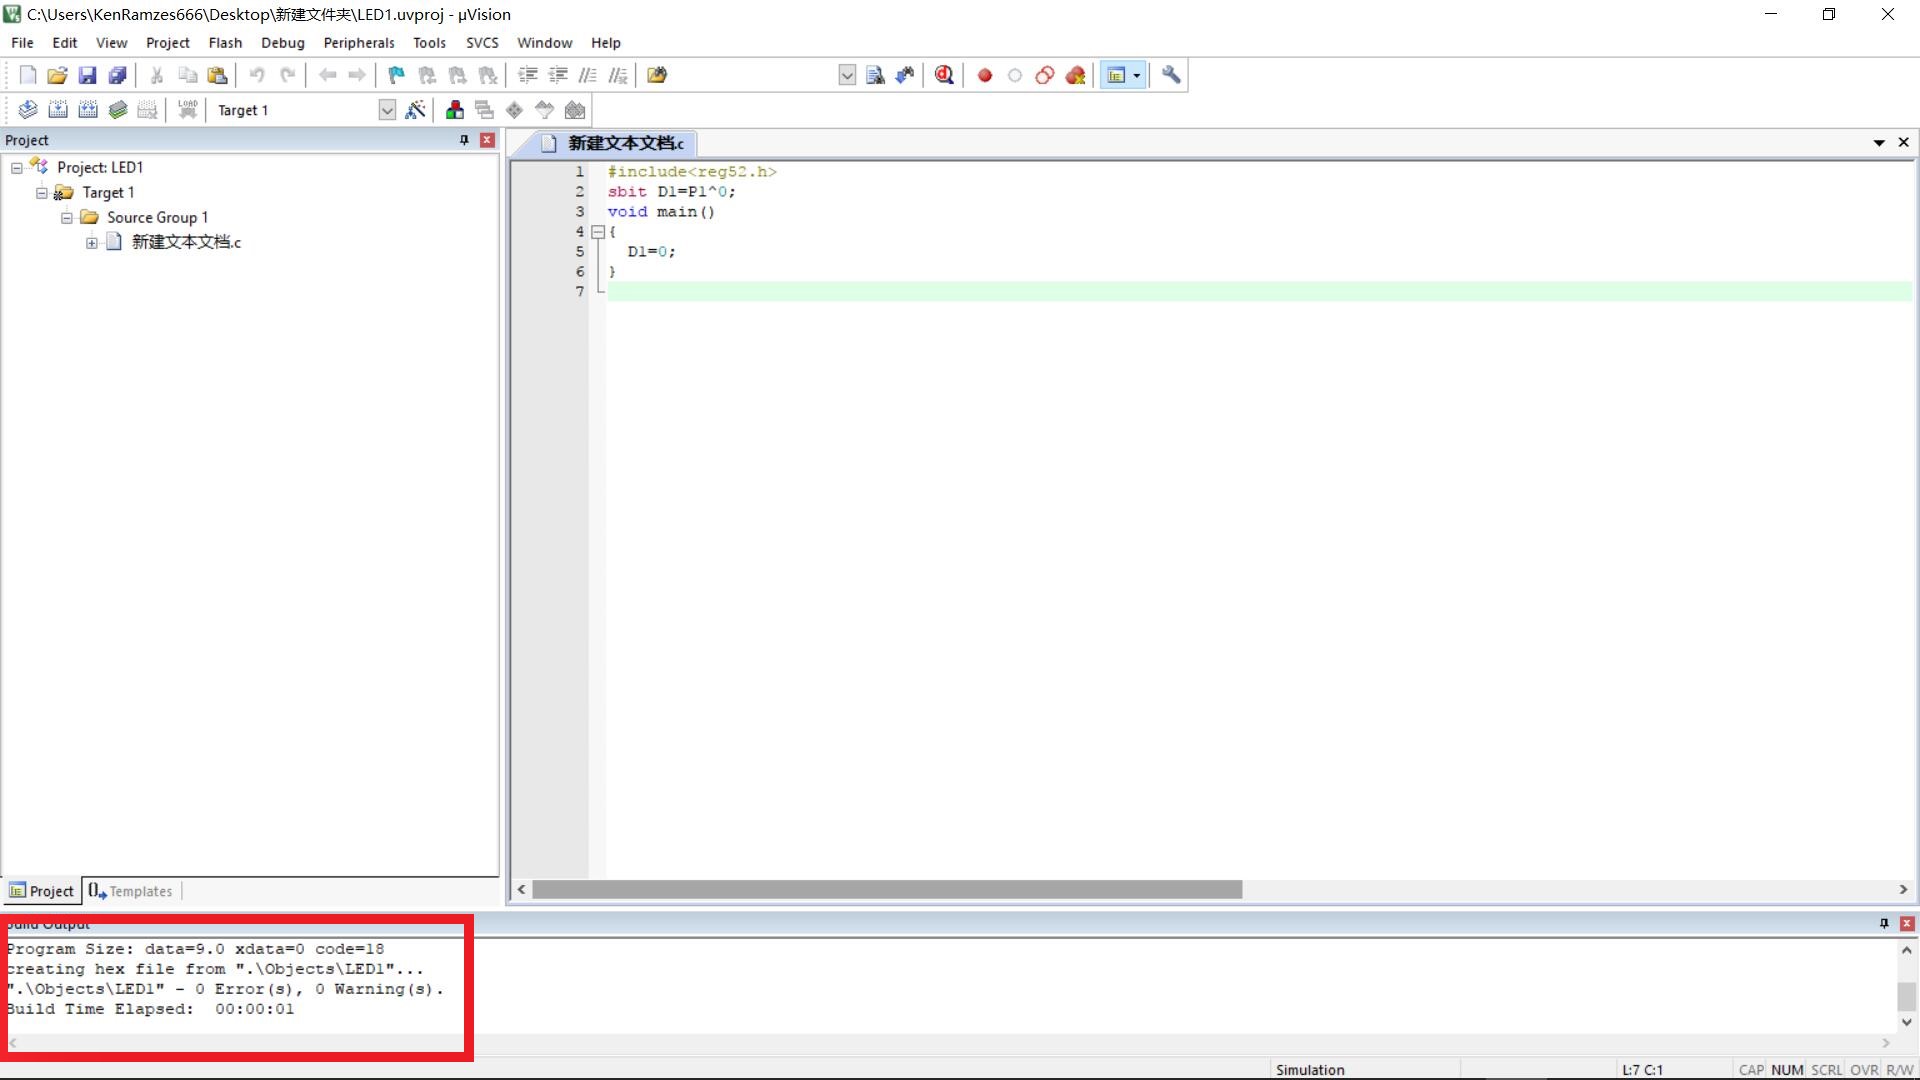 C:\Users\KenRamzes666\Desktop\新建文件夹\LED1.uvproj - µVision
File Edit View Project Flash Debug Peripherals Tools SVCS Window Help
LOAD Target 1
Project
Project: LED1
Target 1
Source Group 1
新建文本文档.c
新建文本文档.c
1 #include<reg52.h>
2 sbit D1=P1^0;
3 void main()
4 {
5 D1=0;
6 }
7
Project Templates
Build Output
Program Size: data=9.0 xdata=0 code=18
creating hex file from ".\Objects\LED1"...
".\Objects\LED1" - 0 Error(s), 0 Warning(s).
Build Time Elapsed:  00:00:01
Simulation L:7 C:1 CAP NUM SCRL OVR R/W